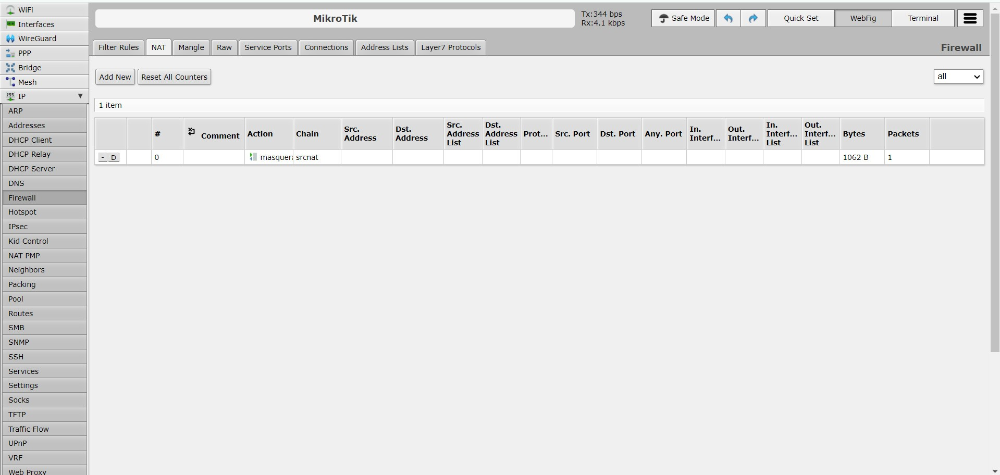 WiFi
Interfaces
WireGuard
PPP
Bridge
Mesh
IP ▼
ARP
Addresses
DHCP Client
DHCP Relay
DHCP Server
DNS
Firewall
Hotspot
IPsec
Kid Control
NAT PMP
Neighbors
Packing
Pool
Routes
SMB
SNMP
SSH
Services
Settings
Socks
TFTP
Traffic Flow
UPnP
VRF
Web Proxy
MikroTik
Tx:344 bps
Rx:4.1 kbps
Safe Mode
Quick Set WebFig Terminal
Filter Rules NAT Mangle Raw Service Ports Connections Address Lists Layer7 Protocols Firewall
Add New Reset All Counters all
1 item
# Comment Action Chain Src. Address Dst. Address Src. Address List Dst. Address List Prot... Src. Port Dst. Port Any. Port In. Interf... Out. Interf... In. Interf... List Out. Interf... List Bytes Packets
- D 0 masquera srcnat 1062 B 1